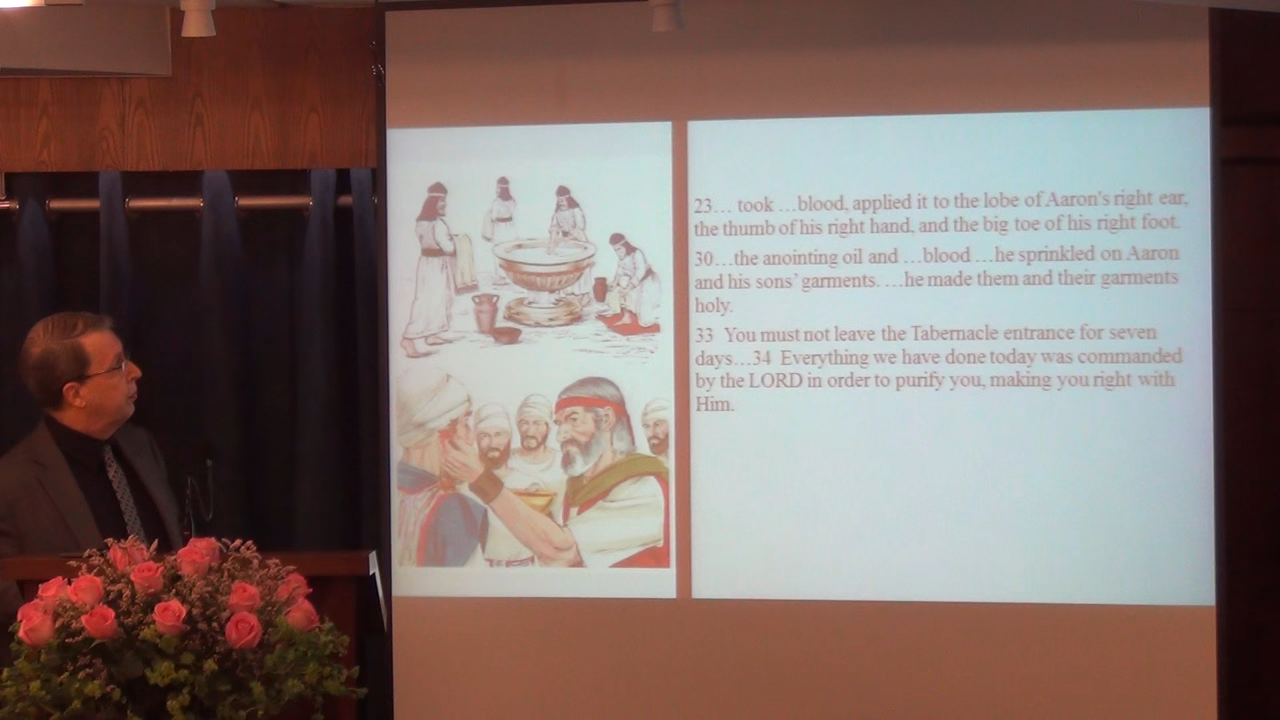 23… took …blood, applied it to the lobe of Aaron's right ear,
the thumb of his right hand, and the big toe of his right foot.
30…the anointing oil and …blood …he sprinkled on Aaron
and his sons’ garments. …he made them and their garments
holy.
33 You must not leave the Tabernacle entrance for seven
days…34 Everything we have done today was commanded
by the LORD in order to purify you, making you right with
Him.